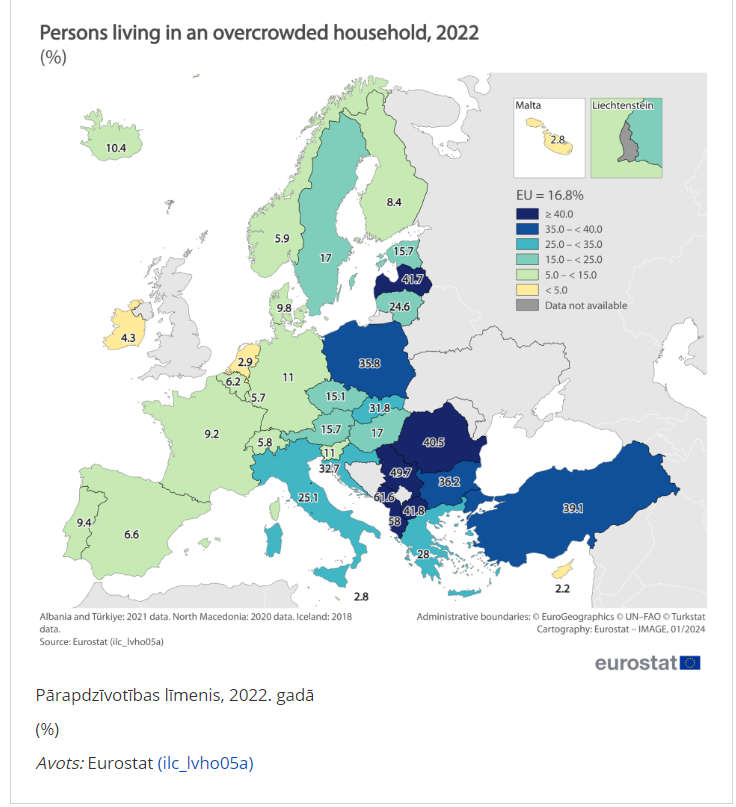 Persons living in an overcrowded household, 2022
(%)
Malta
Liechtenstein
2.8
10.4
EU = 16.8%
≥ 40.0
35.0 – < 40.0
25.0 – < 35.0
15.0 – < 25.0
5.0 – < 15.0
< 5.0
Data not available
8.4
5.9
17
15.7
41.7
24.6
9.8
4.3
2.9
35.8
6.2
11
5.7
15.1
31.8
15.7
17
9.2
5.8
11
40.5
32.7
49.7
36.2
25.1
61.6
41.8
39.1
9.4
58
6.6
28
2.2
2.8
Albania and Türkiye: 2021 data. North Macedonia: 2020 data. Iceland: 2018
data.
Source: Eurostat (ilc_lvho05a)
Administrative boundaries: © EuroGeographics © UN–FAO © Turkstat
Cartography: Eurostat – IMAGE, 01/2024
eurostat
Pārapdzīvotības līmenis, 2022. gadā
(%)
Avots: Eurostat (ilc_lvho05a)